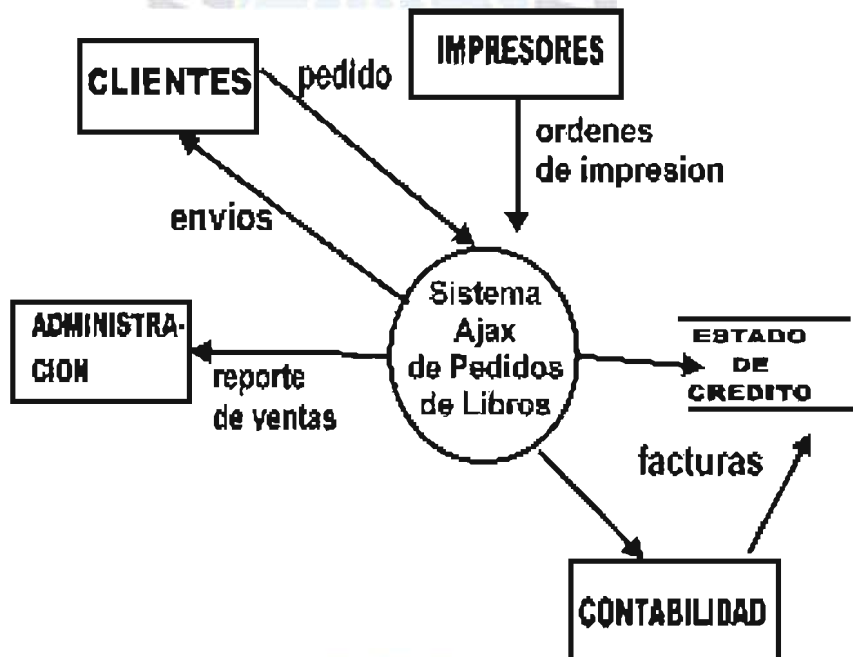 CLIENTES
pedido
IMPRESORES
ordenes
de impresion
envios
Sistema
Ajax
de Pedidos
de Libros
ADMINISTRA-
CION
reporte
de ventas
ESTADO
DE
CREDITO
facturas
CONTABILIDAD